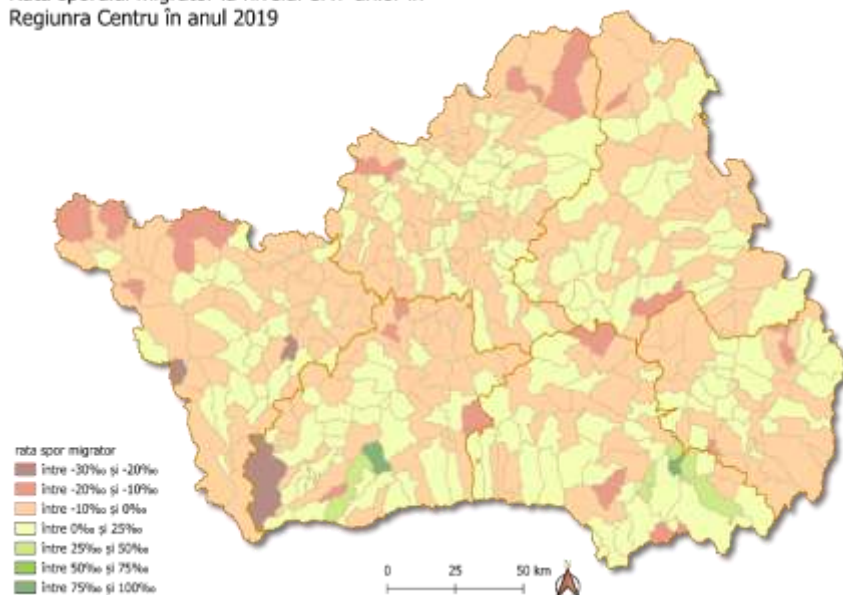 Regiunra Centru în anul 2019
rata spor migrator
între -30‰ și -20‰
între -20‰ și -10‰
între -10‰ și 0‰
între 0‰ și 25‰
între 25‰ și 50‰
între 50‰ și 75‰
între 75‰ și 100‰
0 25 50 km